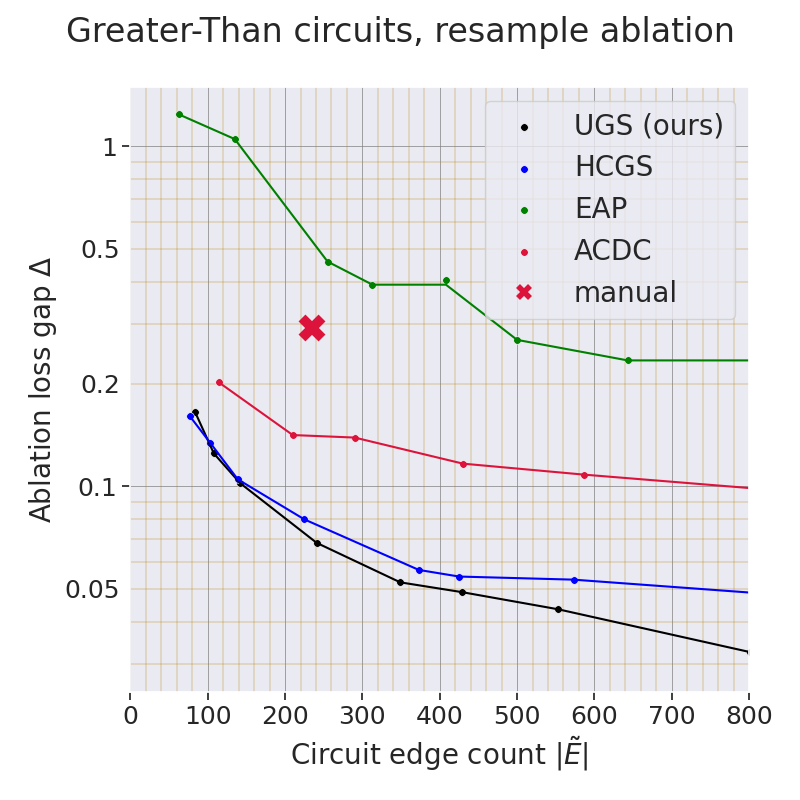 Greater-Than circuits, resample ablation
UGS (ours)
HCGS
EAP
ACDC
manual
Ablation loss gap Δ
1
0.5
0.2
0.1
0.05
0 100 200 300 400 500 600 700 800
Circuit edge count |Ẽ|